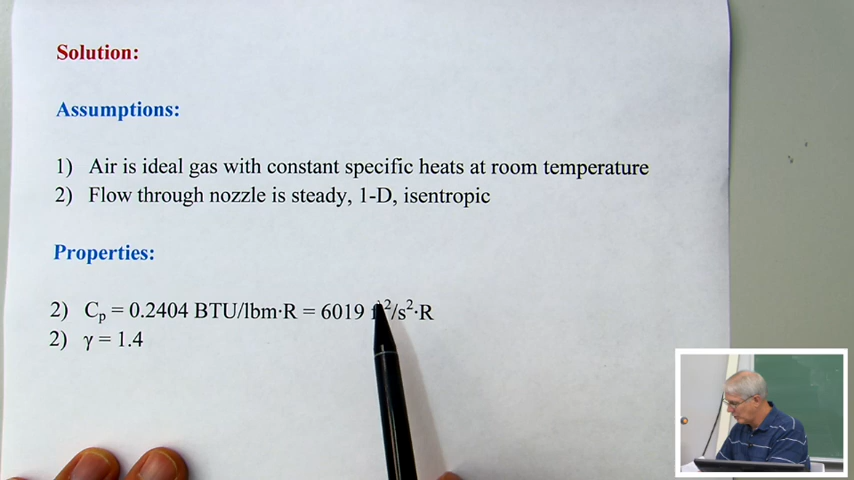 Solution:
Assumptions:
1) Air is ideal gas with constant specific heats at room temperature
2) Flow through nozzle is steady, 1-D, isentropic
Properties:
2) Cₚ = 0.2404 BTU/lbm·R = 6019 ft²/s²·R
2) γ = 1.4